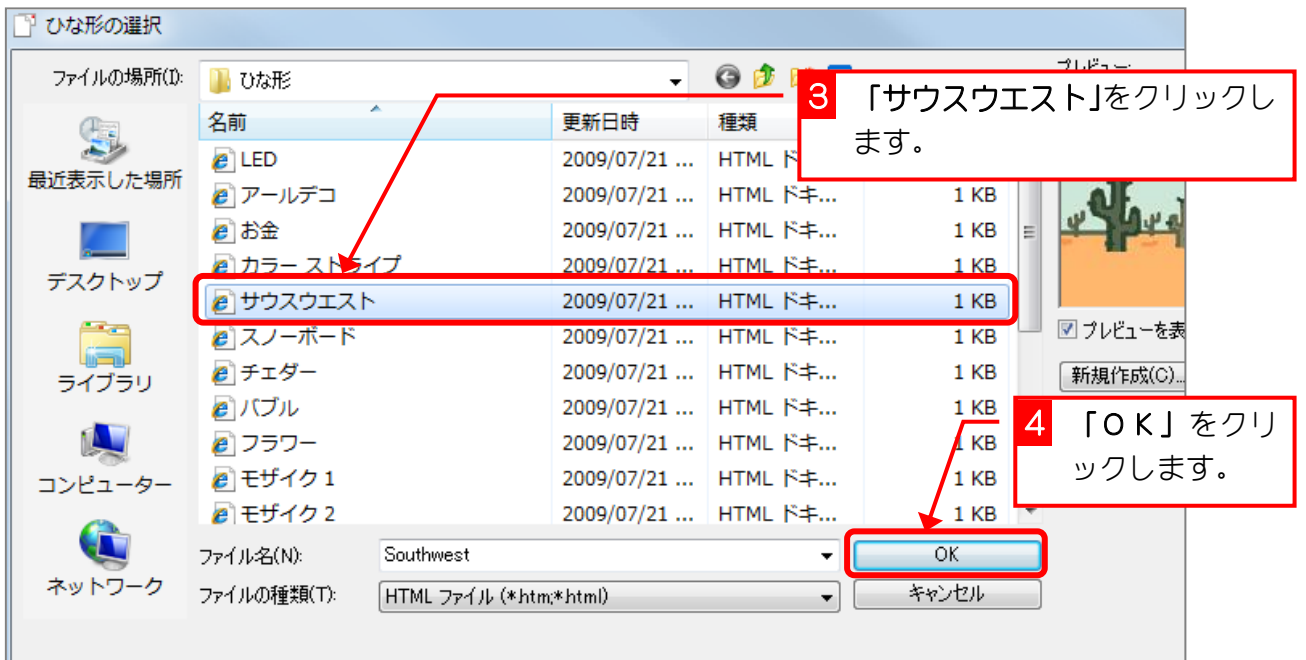 ひな形の選択
ファイルの場所(I):
ひな形
プレビュー:
3 「サウスウエスト」をクリックし
ます。
名前 更新日時 種類
最近表示した場所
デスクトップ
ライブラリ
コンピューター
ネットワーク
LED 2009/07/21 ... HTML ド
アールデコ 2009/07/21 ... HTML ドキ... 1 KB
お金 2009/07/21 ... HTML ドキ... 1 KB
カラー ストライプ 2009/07/21 ... HTML ドキ... 1 KB
サウスウエスト 2009/07/21 ... HTML ドキ... 1 KB
スノーボード 2009/07/21 ... HTML ドキ... 1 KB
チェダー 2009/07/21 ... HTML ドキ... 1 KB
バブル 2009/07/21 ... HTML ドキ... 1 KB
フラワー 2009/07/21 ... HTML ドキ... 1 KB
モザイク 1 2009/07/21 ... HTML ドキ... 1 KB
モザイク 2 2009/07/21 ... HTML ドキ... 1 KB
プレビューを表
新規作成(C)...
4 「ＯＫ」をクリ
ックします。
ファイル名(N): Southwest OK
ファイルの種類(T): HTML ファイル (*.htm;*.html) キャンセル